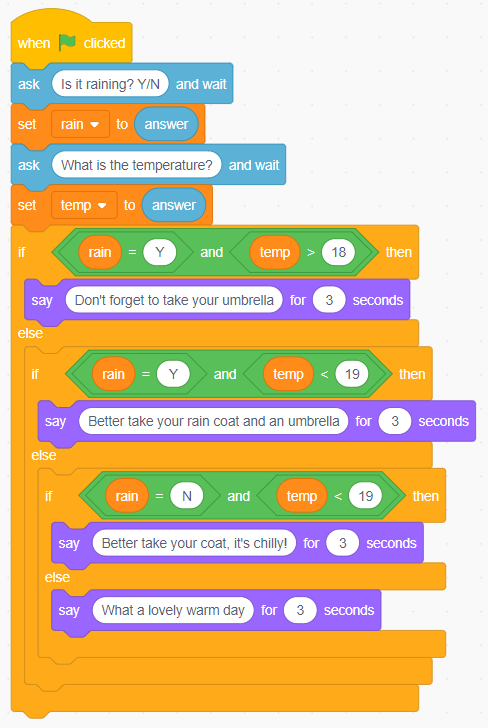 when clicked
ask Is it raining? Y/N and wait
set rain to answer
ask What is the temperature? and wait
set temp to answer
if rain = Y and temp > 18 then
say Don't forget to take your umbrella for 3 seconds
else
if rain = Y and temp < 19 then
say Better take your rain coat and an umbrella for 3 seconds
else
if rain = N and temp < 19 then
say Better take your coat, it's chilly! for 3 seconds
else
say What a lovely warm day for 3 seconds